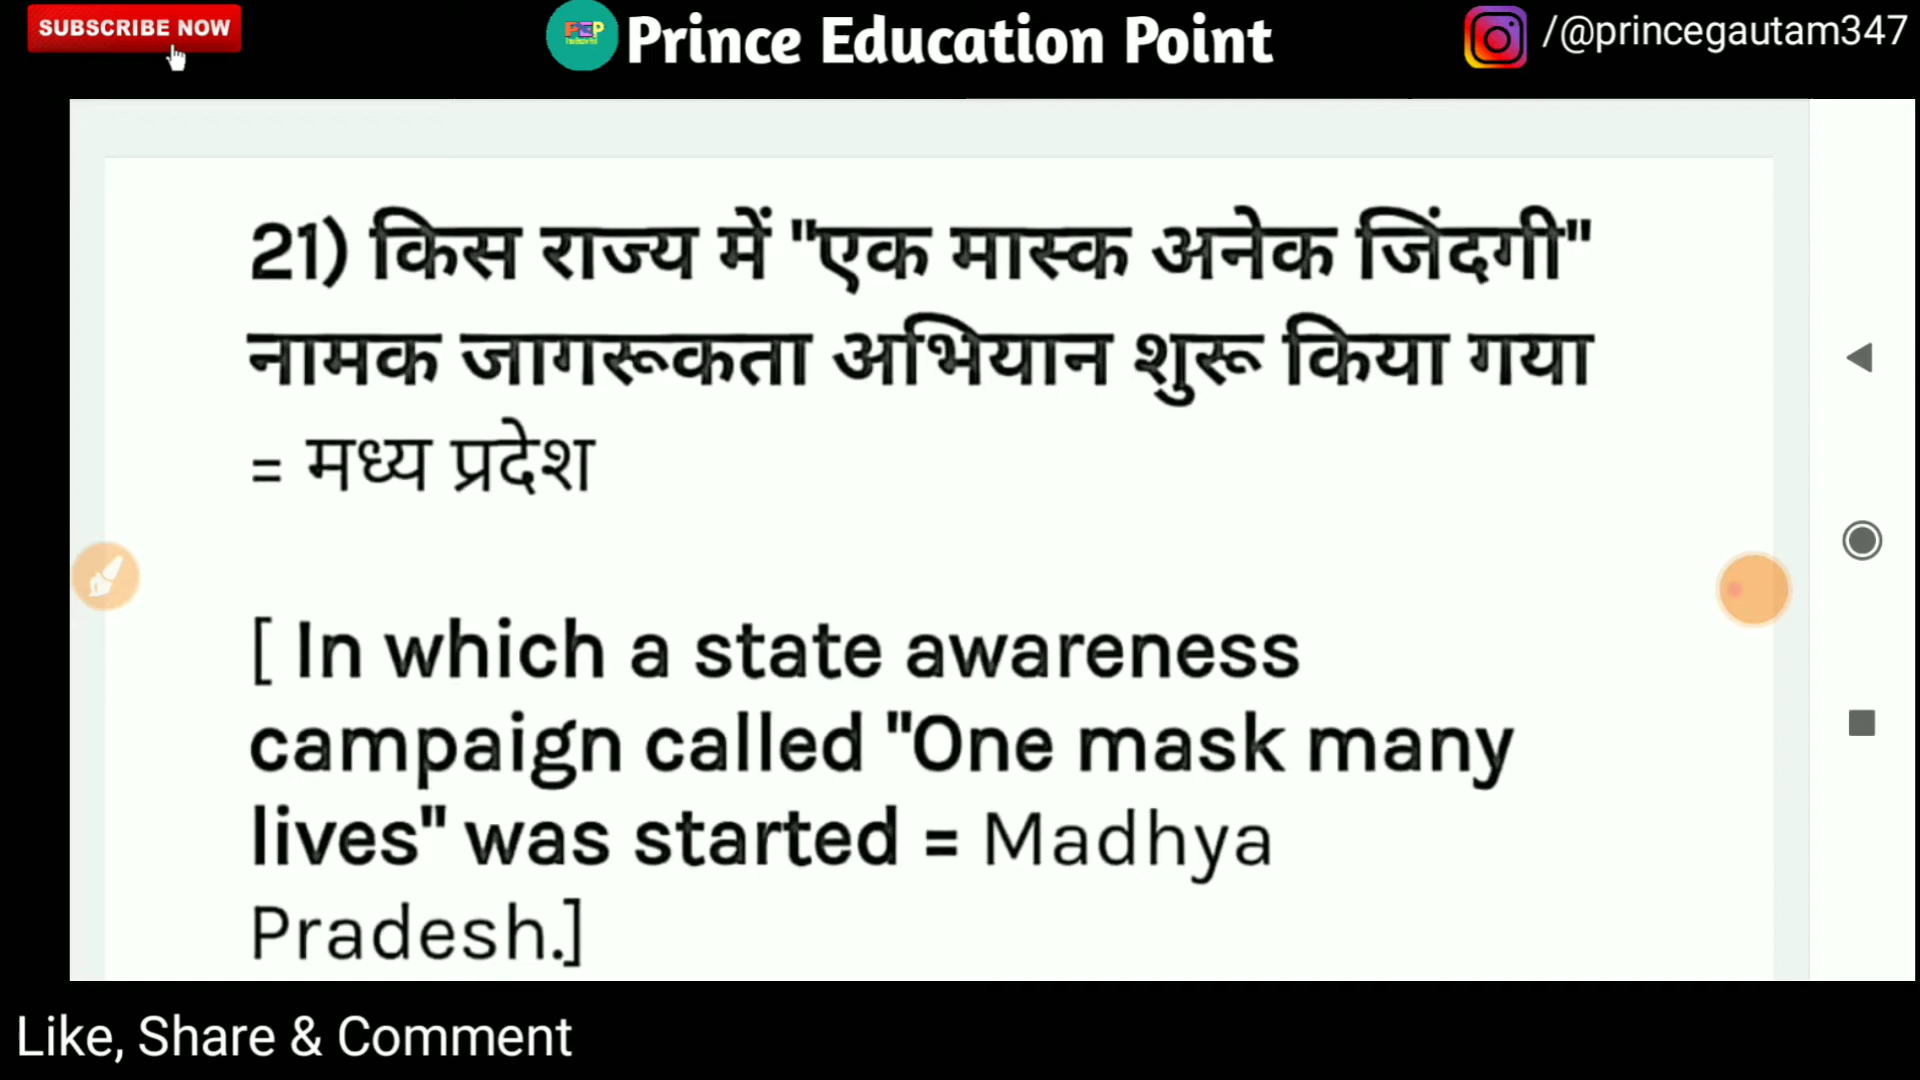 SUBSCRIBE NOW
PEP
Prince Education Point
/@princegautam347
21) किस राज्य में "एक मास्क अनेक जिंदगी"
नामक जागरूकता अभियान शुरू किया गया
= मध्य प्रदेश
[ In which a state awareness
campaign called "One mask many
lives" was started = Madhya
Pradesh.]
Like, Share & Comment